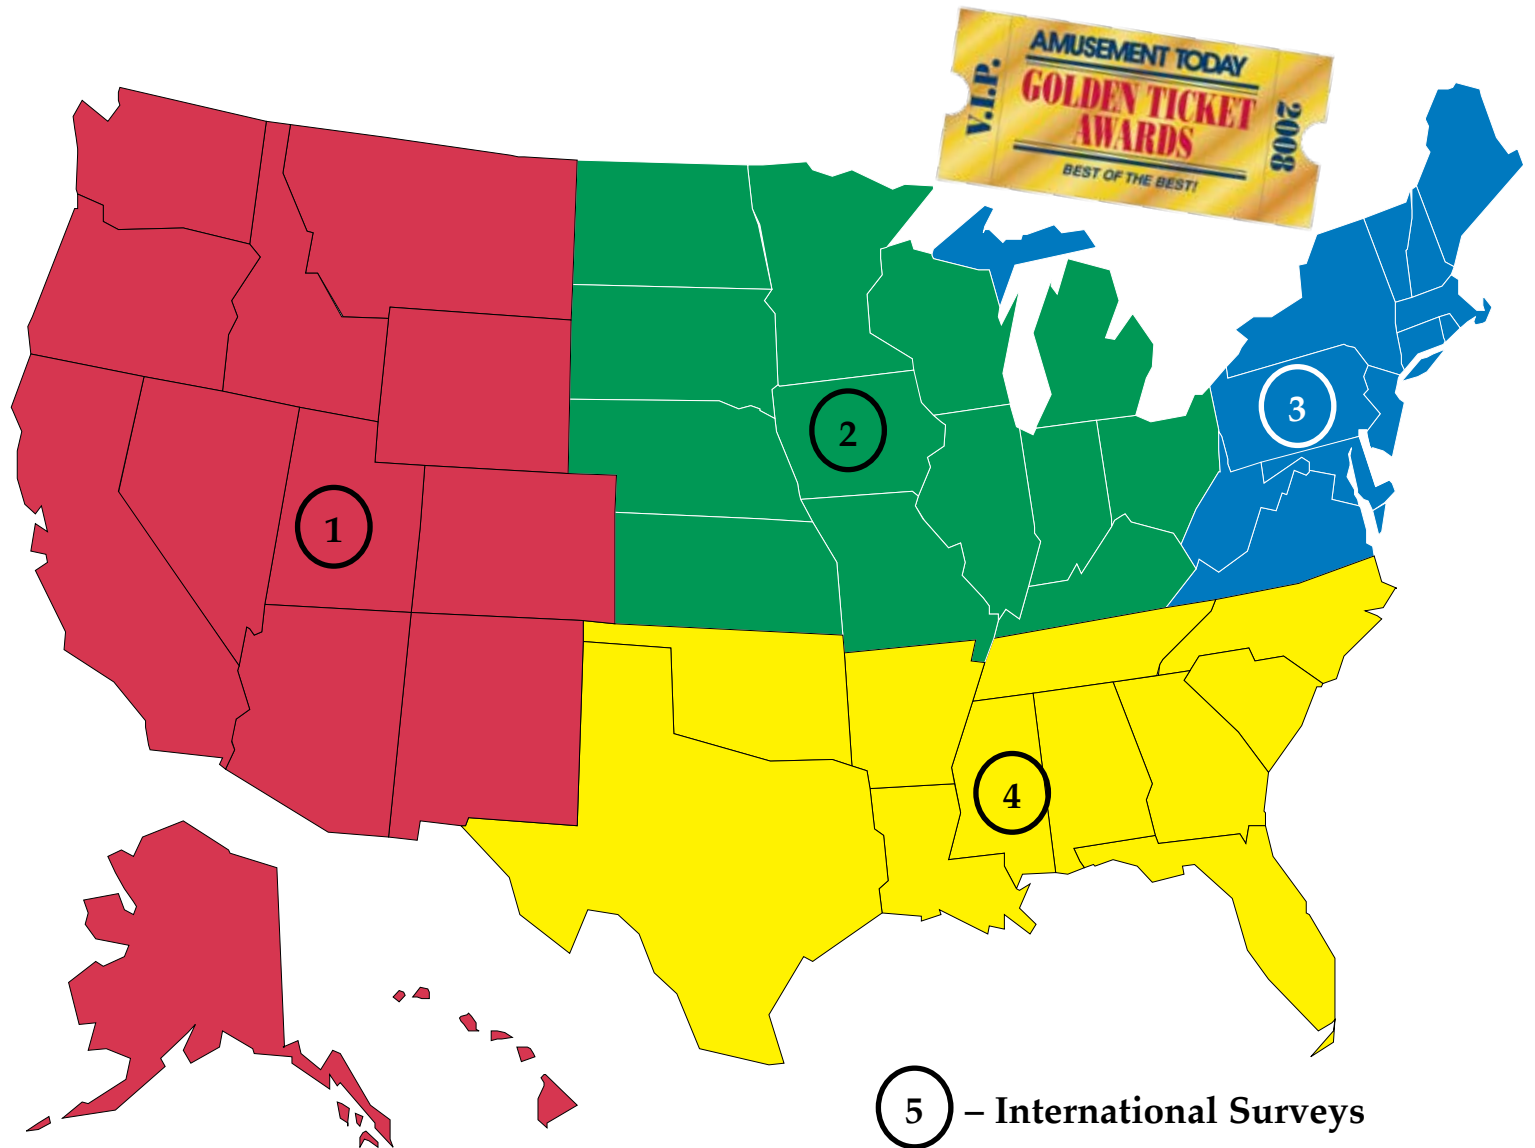 AMUSEMENT TODAY
V.I.P.
GOLDEN TICKET
AWARDS
2008
BEST OF THE BEST!
3
2
1
4
5 – International Surveys